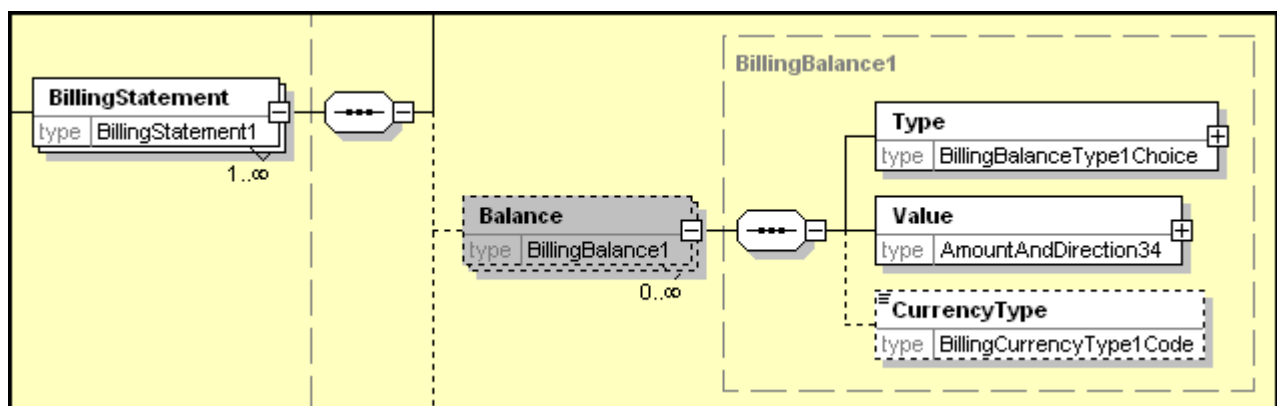 BillingBalance1
BillingStatement
type BillingStatement1
1..∞
Type
type BillingBalanceType1Choice
Balance
type BillingBalance1
0..∞
Value
type AmountAndDirection34
CurrencyType
type BillingCurrencyType1Code